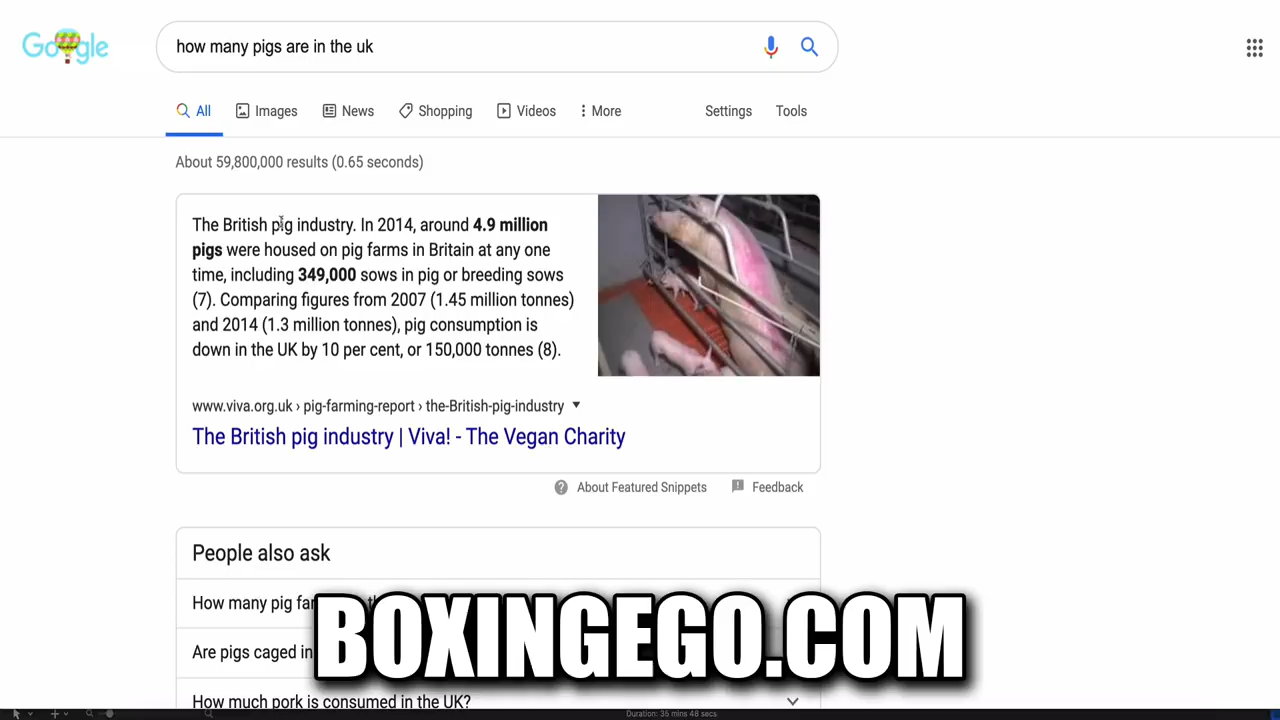 Google
how many pigs are in the uk
All Images News Shopping Videos More Settings Tools
About 59,800,000 results (0.65 seconds)
The British pig industry. In 2014, around 4.9 million
pigs were housed on pig farms in Britain at any one
time, including 349,000 sows in pig or breeding sows
(7). Comparing figures from 2007 (1.45 million tonnes)
and 2014 (1.3 million tonnes), pig consumption is
down in the UK by 10 per cent, or 150,000 tonnes (8).
www.viva.org.uk › pig-farming-report › the-British-pig-industry
The British pig industry | Viva! - The Vegan Charity
About Featured Snippets Feedback
People also ask
How many pig
Are pigs caged in
BOXINGEGO.COM
How much pork is consumed in the UK?
Duration: 35 mins 48 secs